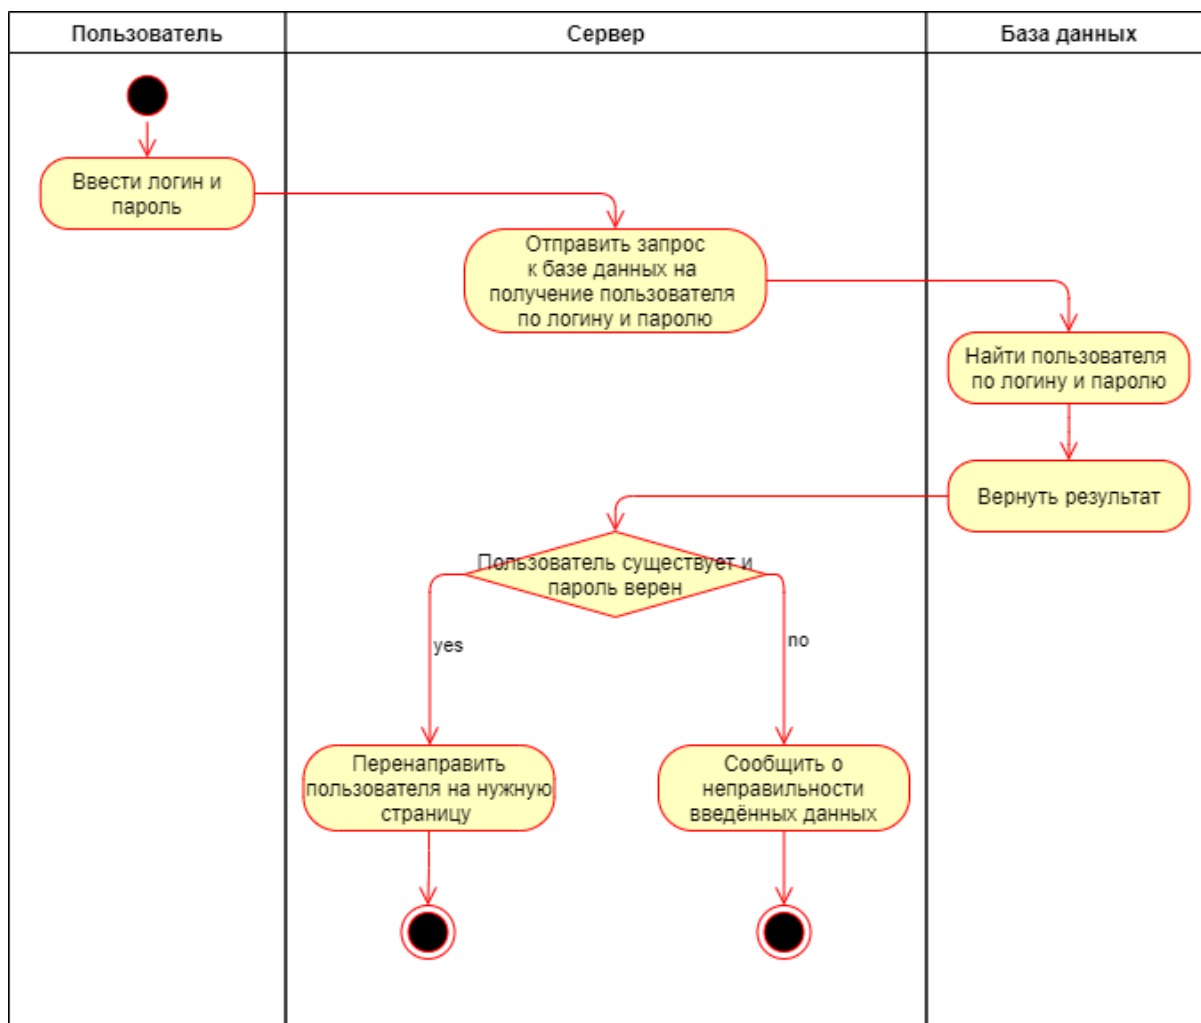 Пользователь
Сервер
База данных
Ввести логин и
пароль
Отправить запрос
к базе данных на
получение пользователя
по логину и паролю
Найти пользователя
по логину и паролю
Вернуть результат
Пользователь существует и
пароль верен
yes
no
Перенаправить
пользователя на нужную
страницу
Сообщить о
неправильности
введённых данных